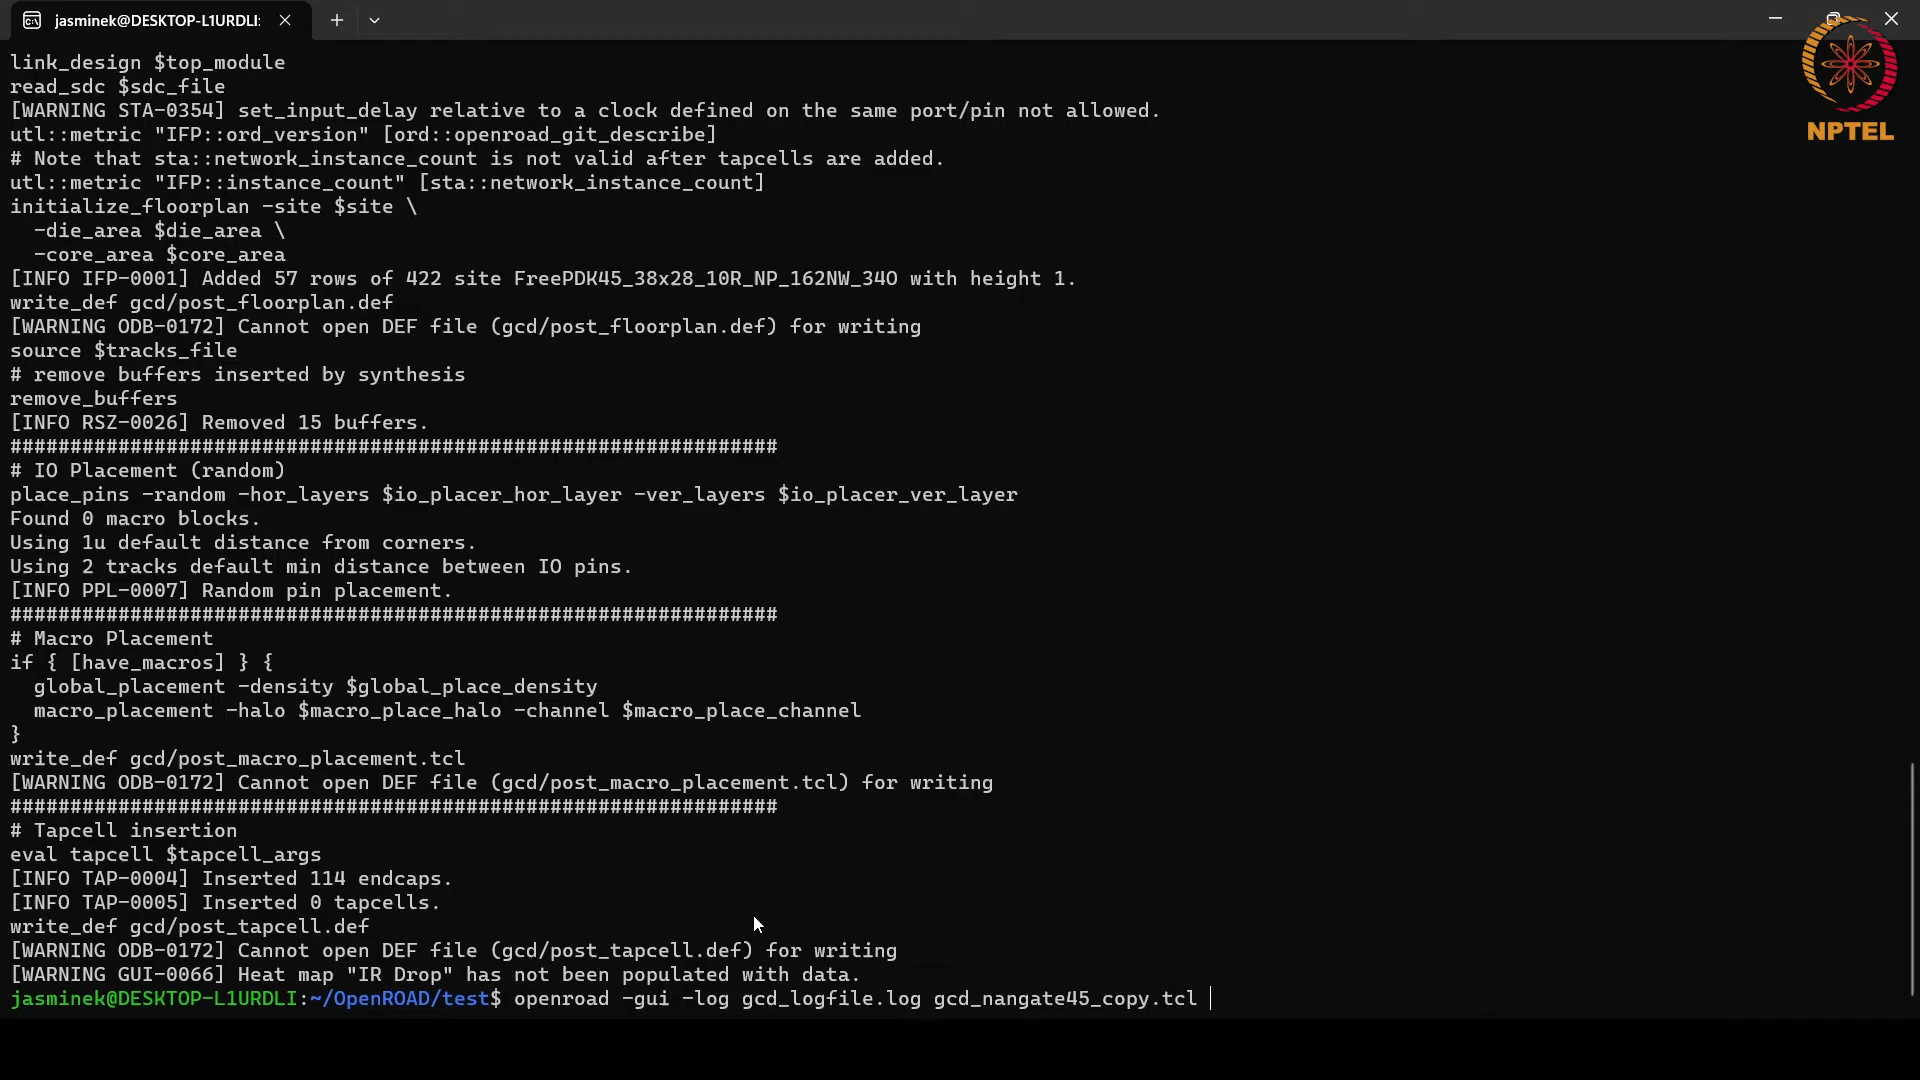 jasminek@DESKTOP-L1URDLI:
link_design $top_module
read_sdc $sdc_file
[WARNING STA-0354] set_input_delay relative to a clock defined on the same port/pin not allowed.
utl::metric "IFP::ord_version" [ord::openroad_git_describe]
# Note that sta::network_instance_count is not valid after tapcells are added.
utl::metric "IFP::instance_count" [sta::network_instance_count]
initialize_floorplan -site $site \
  -die_area $die_area \
  -core_area $core_area
[INFO IFP-0001] Added 57 rows of 422 site FreePDK45_38x28_10R_NP_162NW_34O with height 1.
write_def gcd/post_floorplan.def
[WARNING ODB-0172] Cannot open DEF file (gcd/post_floorplan.def) for writing
source $tracks_file
# remove buffers inserted by synthesis
remove_buffers
[INFO RSZ-0026] Removed 15 buffers.
################################################################
# IO Placement (random)
place_pins -random -hor_layers $io_placer_hor_layer -ver_layers $io_placer_ver_layer
Found 0 macro blocks.
Using 1u default distance from corners.
Using 2 tracks default min distance between IO pins.
[INFO PPL-0007] Random pin placement.
################################################################
# Macro Placement
if { [have_macros] } {
  global_placement -density $global_place_density
  macro_placement -halo $macro_place_halo -channel $macro_place_channel
}
write_def gcd/post_macro_placement.tcl
[WARNING ODB-0172] Cannot open DEF file (gcd/post_macro_placement.tcl) for writing
################################################################
# Tapcell insertion
eval tapcell $tapcell_args
[INFO TAP-0004] Inserted 114 endcaps.
[INFO TAP-0005] Inserted 0 tapcells.
write_def gcd/post_tapcell.def
[WARNING ODB-0172] Cannot open DEF file (gcd/post_tapcell.def) for writing
[WARNING GUI-0066] Heat map "IR Drop" has not been populated with data.
jasminek@DESKTOP-L1URDLI:~/OpenROAD/test$ openroad -gui -log gcd_logfile.log gcd_nangate45_copy.tcl
NPTEL